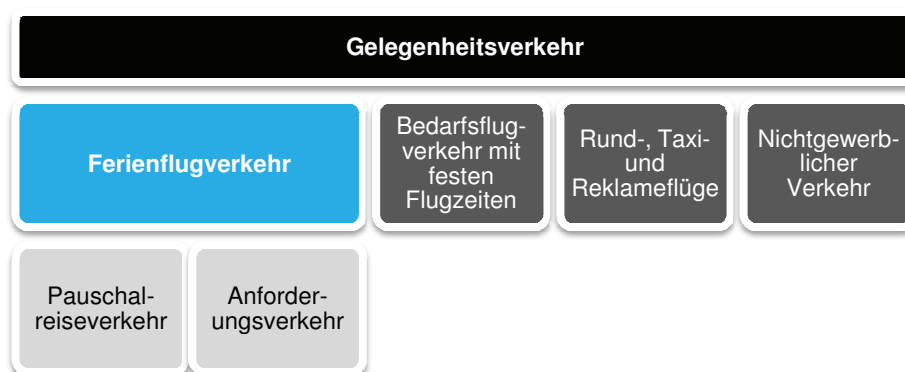 Gelegenheitsverkehr
Ferienflugverkehr
Bedarfsflug-
verkehr mit
festen
Flugzeiten
Rund-, Taxi-
und
Reklameflüge
Nichtgewerb-
licher
Verkehr
Pauschal-
reiseverkehr
Anforder-
ungsverkehr